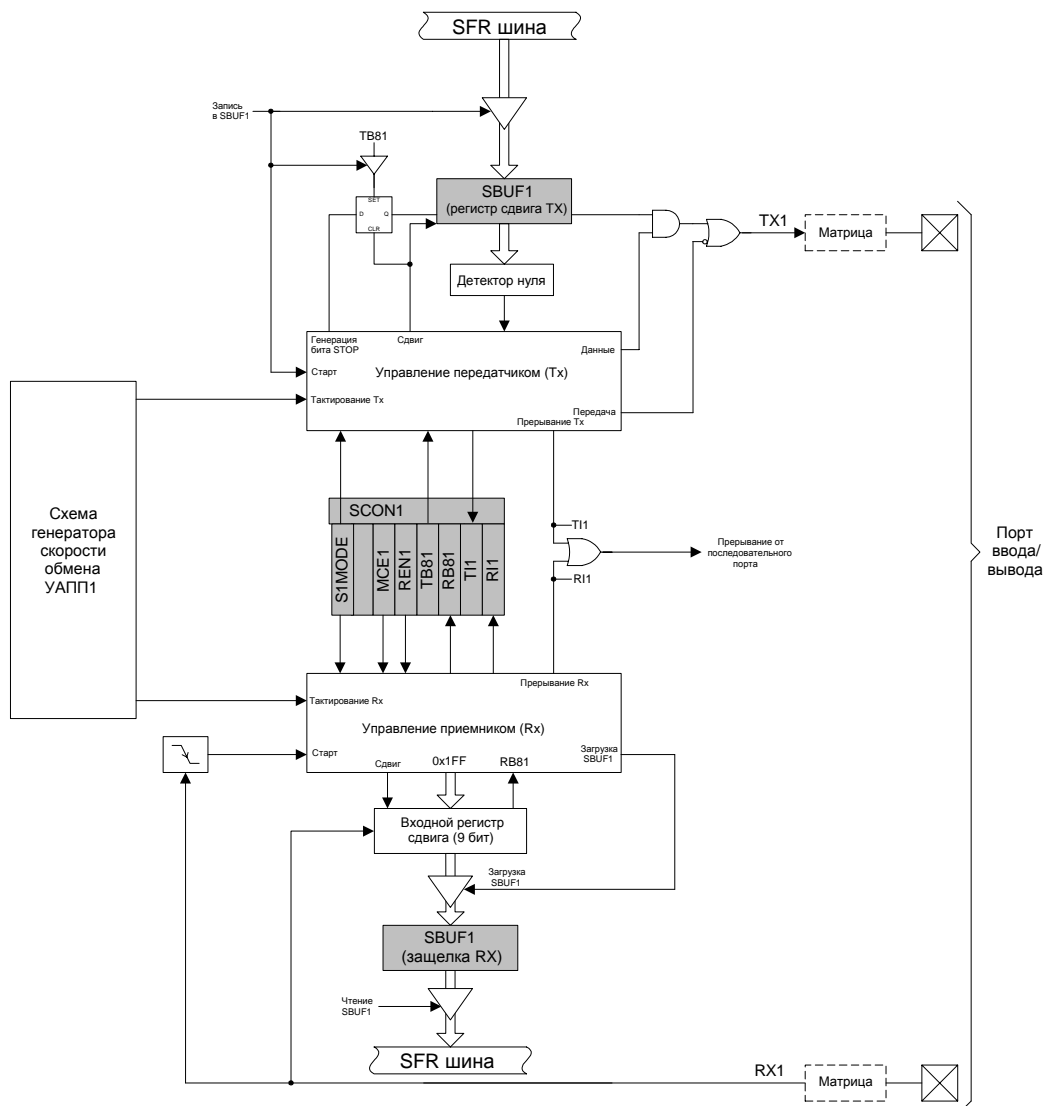 SFR шина
Запись
в SBUF1
TB81
SET
D
Q
CLR
SBUF1
(регистр сдвига TX)
TX1
Матрица
Детектор нуля
Генерация
бита STOP
Сдвиг
Данные
Старт
Управление передатчиком (Tx)
Тактирование Tx
Передача
Прерывание Tx
Схема
генератора
скорости
обмена
УАПП1
SCON1
S1MODE
MCE1
REN1
TB81
RB81
TI1
RI1
TI1
Прерывание от
последовательного
порта
RI1
Порт
ввода/
вывода
Прерывание Rx
Тактирование Rx
Управление приемником (Rx)
Старт
Загрузка
SBUF1
Сдвиг
0x1FF
RB81
Входной регистр
сдвига (9 бит)
Загрузка
SBUF1
SBUF1
(защелка RX)
Чтение
SBUF1
SFR шина
RX1
Матрица